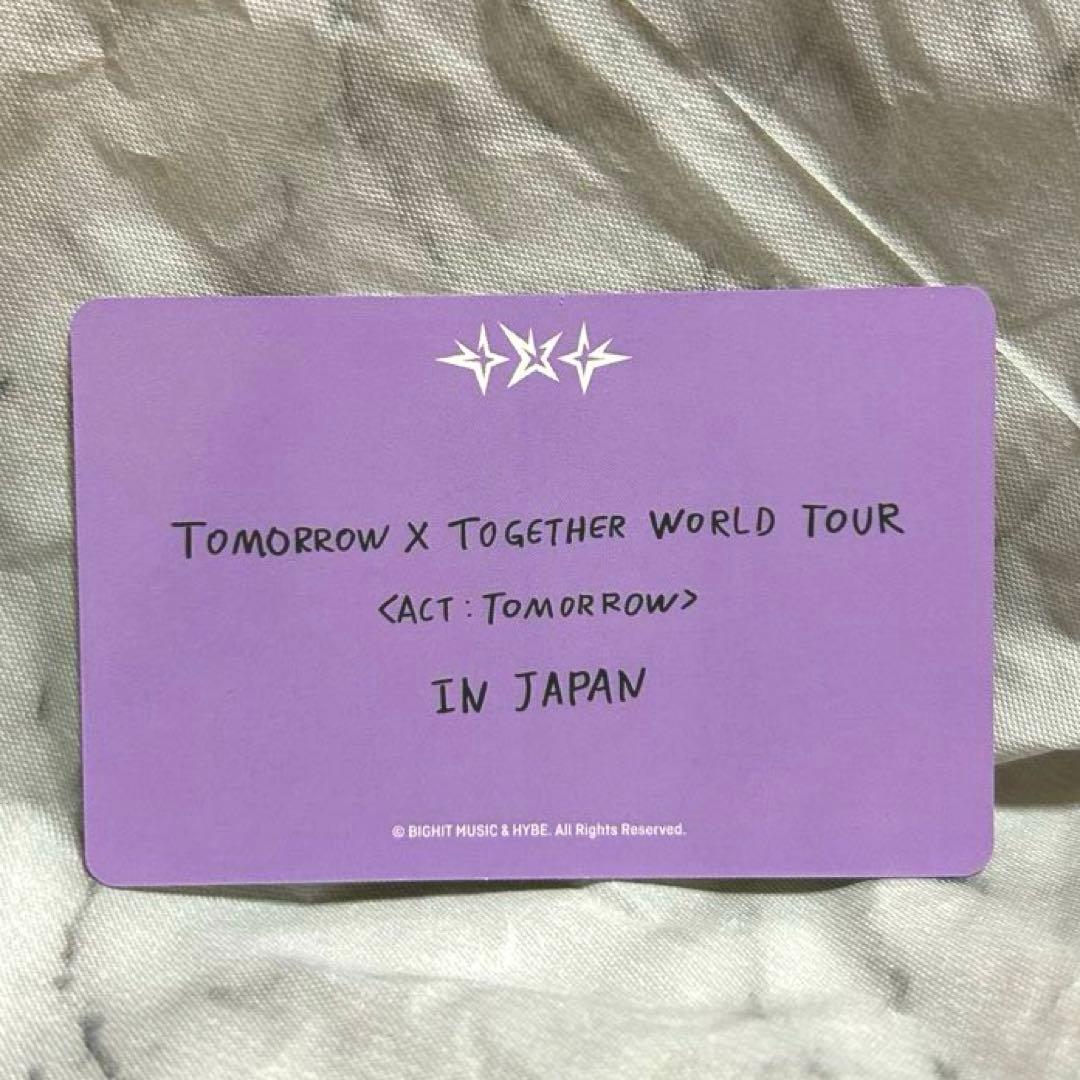 TOMORROW X TOGETHER WORLD TOUR
<ACT : TOMORROW>
IN JAPAN
© BIGHIT MUSIC & HYBE. All Rights Reserved.